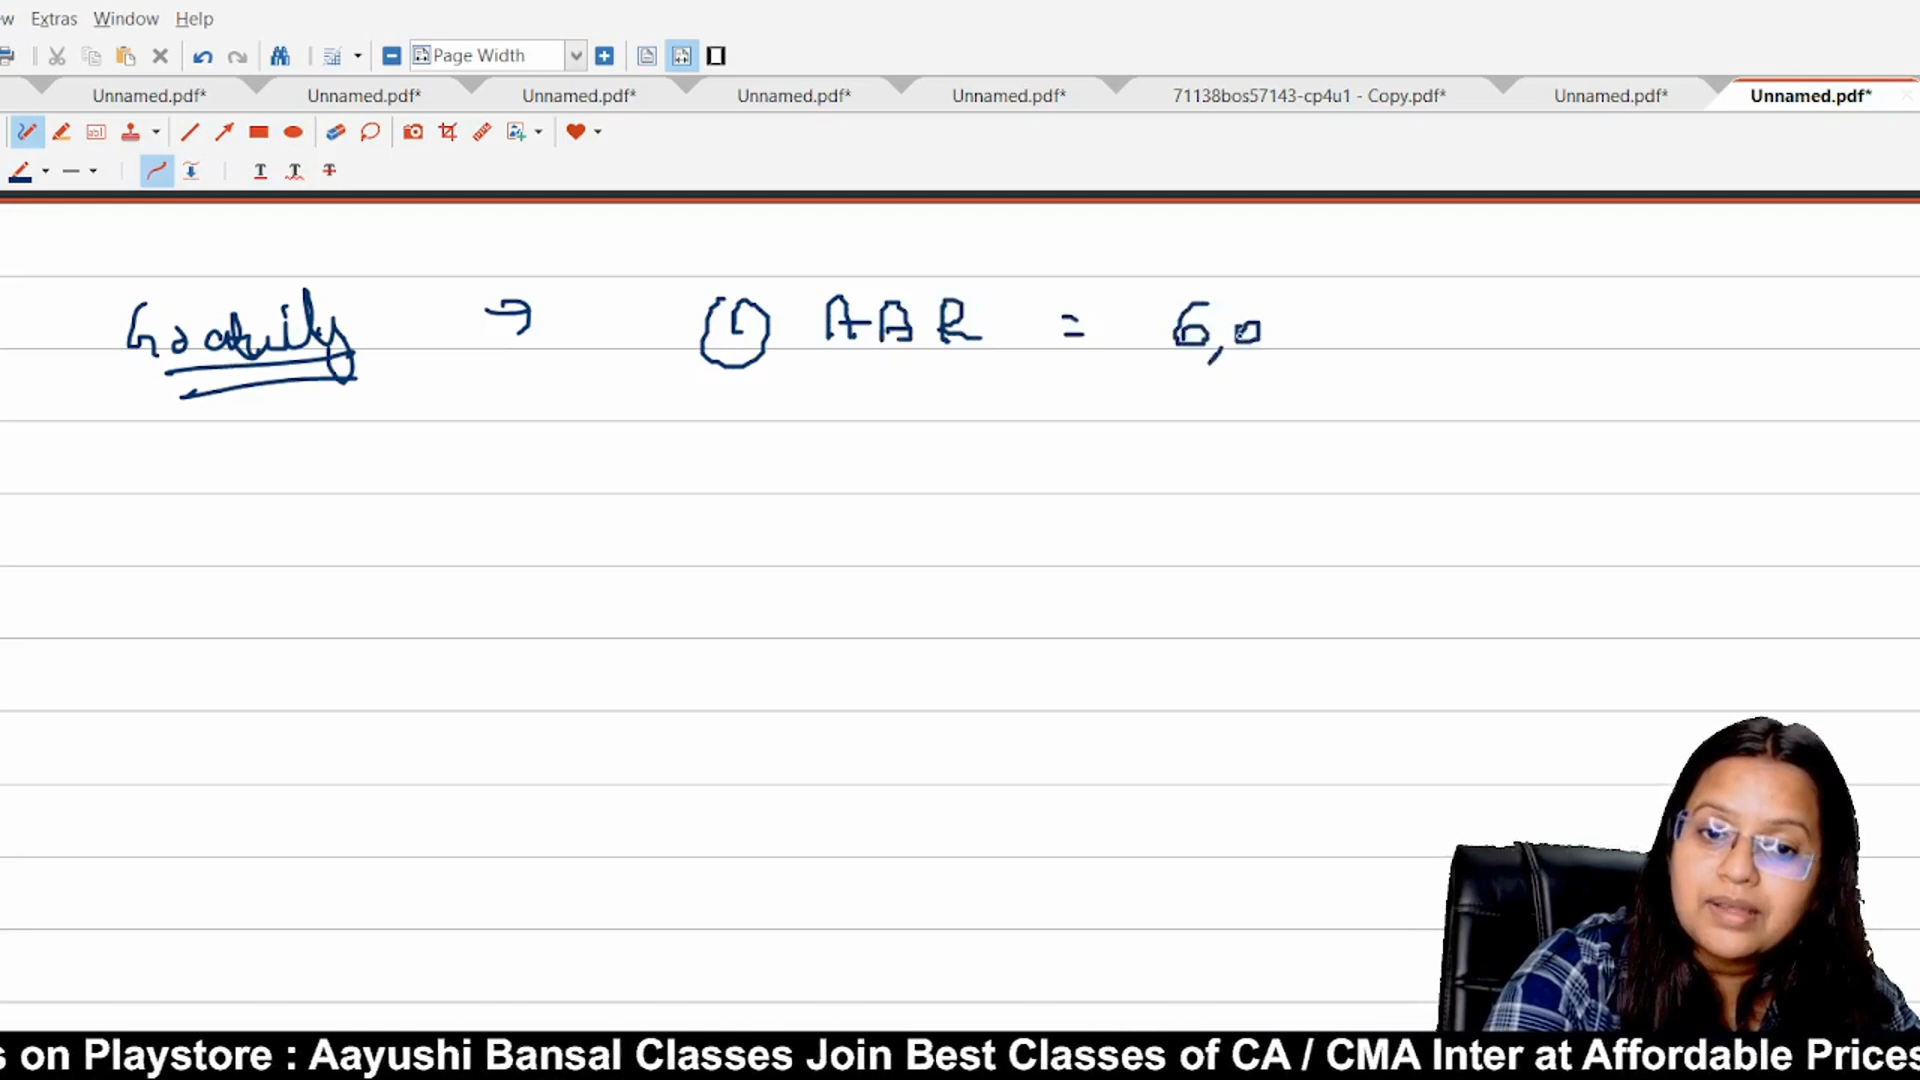 Extras Window Help
Page Width
Unnamed.pdf* Unnamed.pdf* Unnamed.pdf* Unnamed.pdf* Unnamed.pdf* 71138bos57143-cp4u1 - Copy.pdf* Unnamed.pdf* Unnamed.pdf*
Gratuity → ① AAR = 6,0
s on Playstore : Aayushi Bansal Classes Join Best Classes of CA / CMA Inter at Affordable Prices